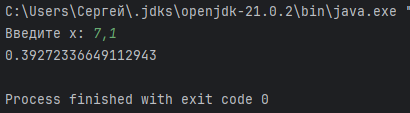 C:\Users\Сергей\.jdks\openjdk-21.0.2\bin\java.exe "
Введите x: 7,1
0.39272336649112943
Process finished with exit code 0